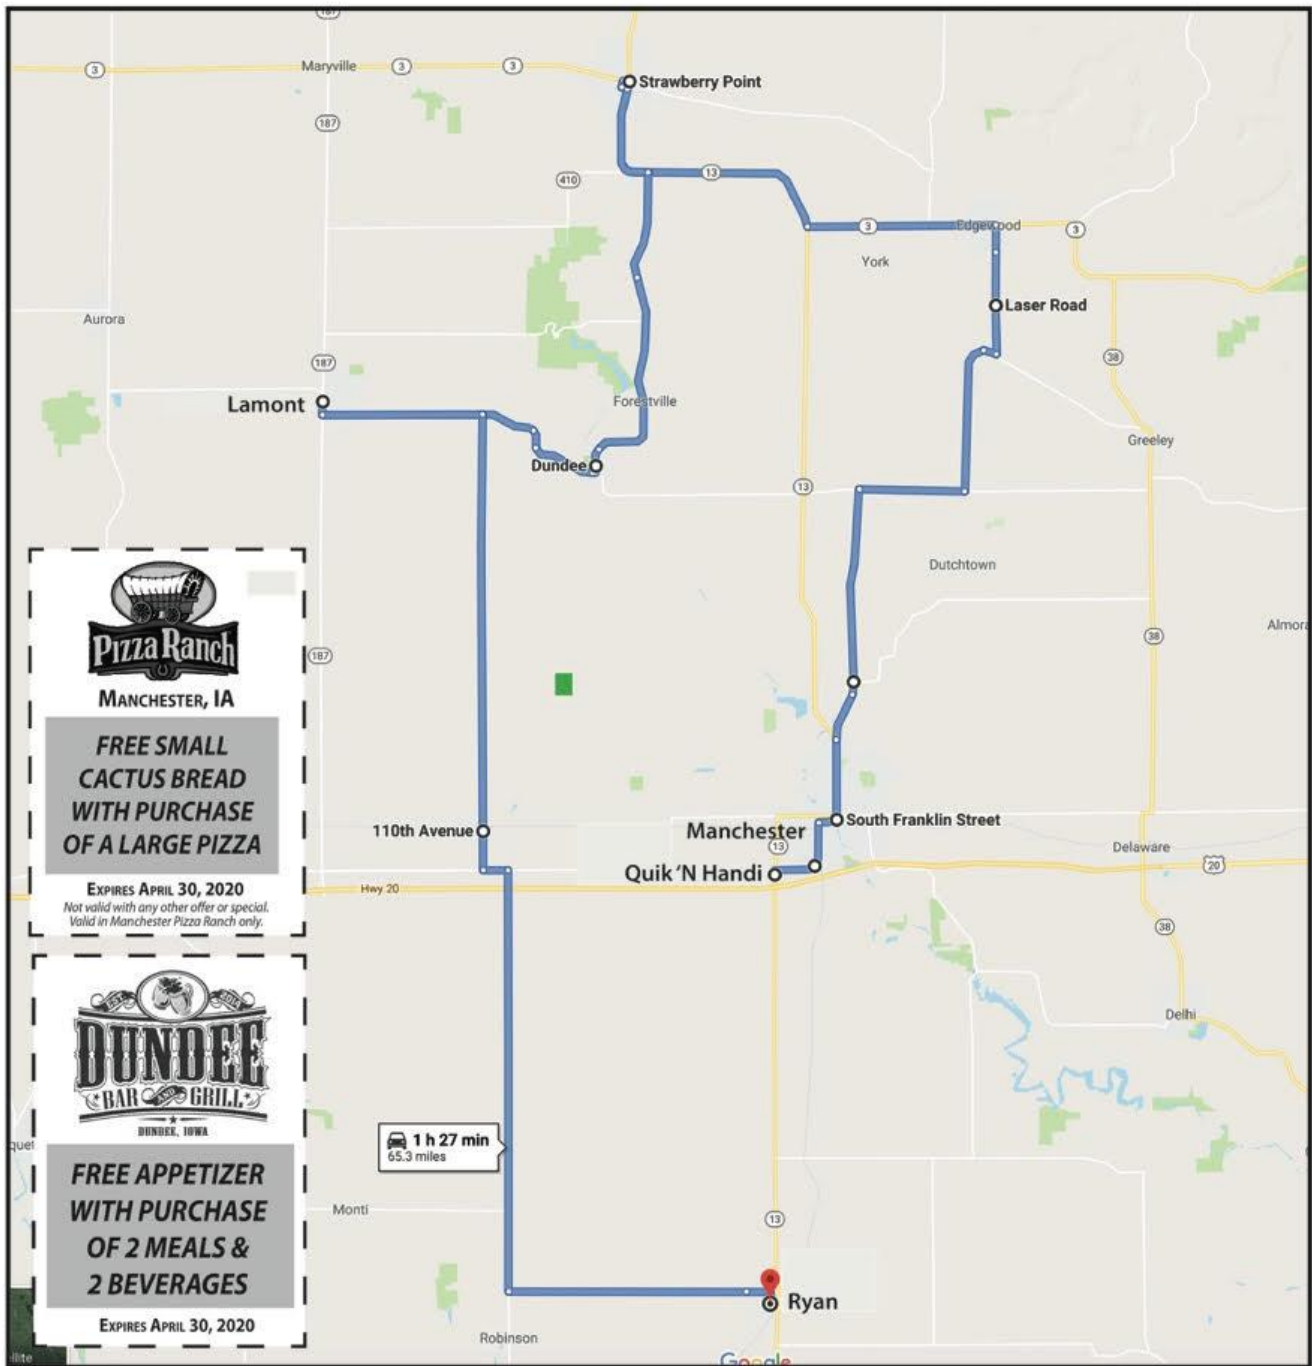 187
3
Maryville
3
3
Strawberry Point
187
410
13
3
Edgewood
3
York
Laser Road
Aurora
187
38
Lamont
Forestville
Greeley
Dundee
13
Dutchtown
Almora
38
187
Pizza Ranch
MANCHESTER, IA
FREE SMALL
CACTUS BREAD
WITH PURCHASE
OF A LARGE PIZZA
EXPIRES APRIL 30, 2020
Not valid with any other offer or special.
Valid in Manchester Pizza Ranch only.
110th Avenue
Manchester
South Franklin Street
13
Delaware
Quik 'N Handi
20
Hwy 20
38
Delhi
EST. 2014
DUNDEE
BAR AND GRILL
DUNDEE, IOWA
FREE APPETIZER
WITH PURCHASE
OF 2 MEALS &
2 BEVERAGES
EXPIRES APRIL 30, 2020
1 h 27 min
65.3 miles
Monti
13
Ryan
Robinson
Google